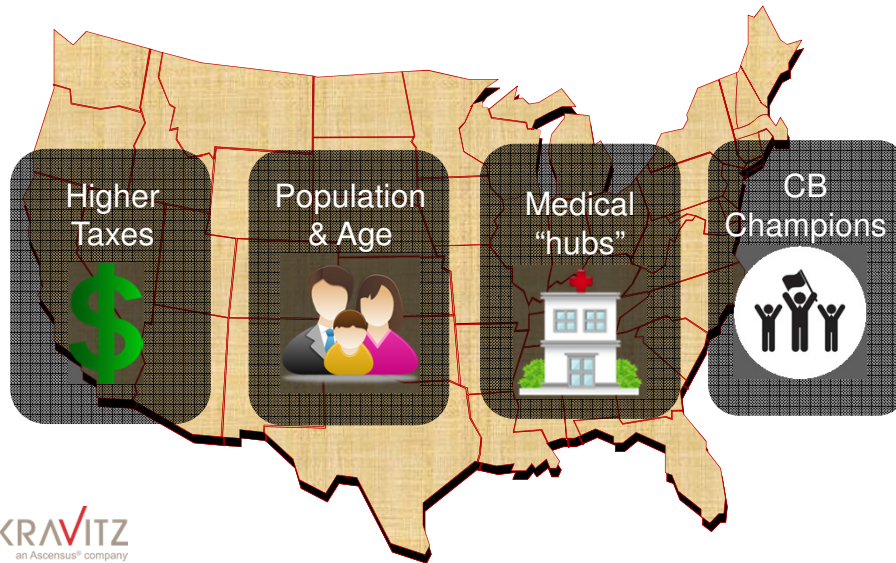 Higher
Taxes
Population
& Age
Medical
“hubs”
CB
Champions
KRAVITZ
an Ascensus® company